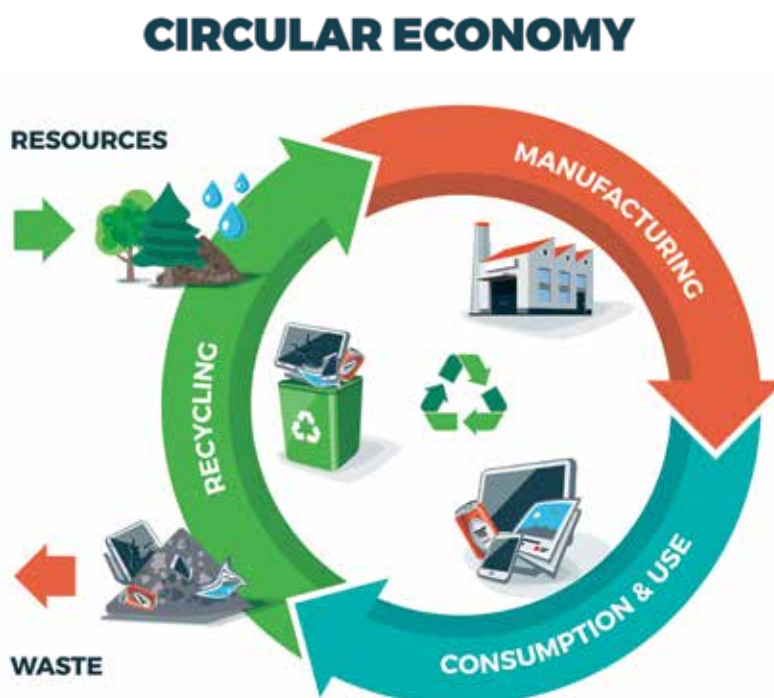 CIRCULAR ECONOMY
RESOURCES
MANUFACTURING
RECYCLING
CONSUMPTION & USE
WASTE